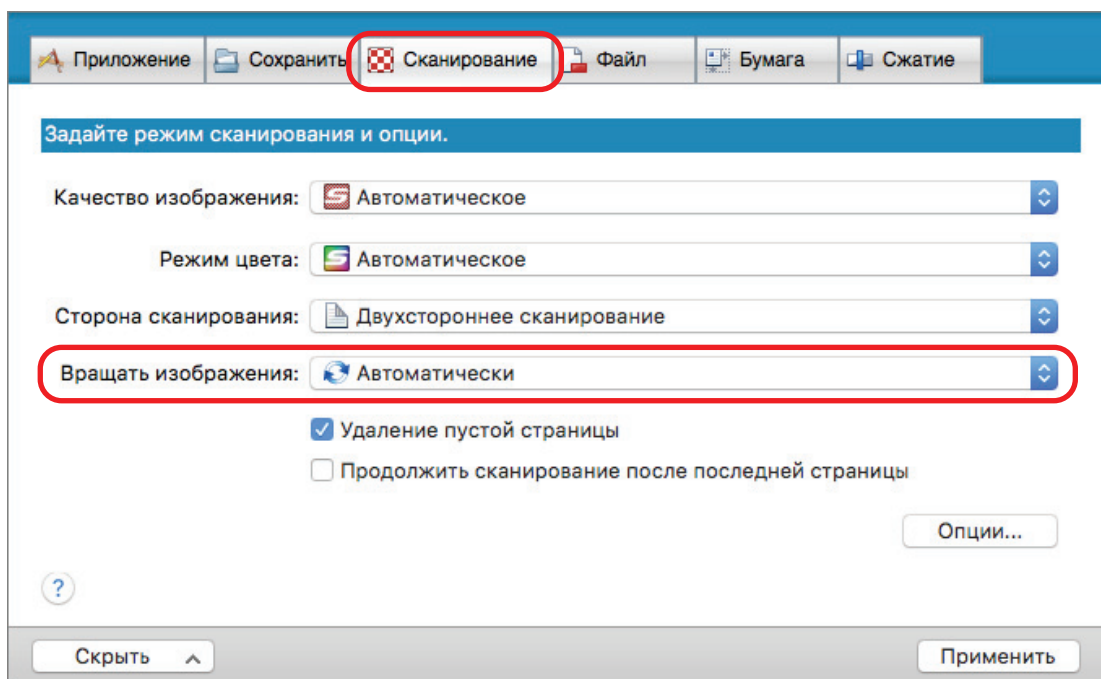 Приложение Сохранить Сканирование Файл Бумага Сжатие
Задайте режим сканирования и опции.
Качество изображения: Автоматическое
Режим цвета: Автоматическое
Сторона сканирования: Двухстороннее сканирование
Вращать изображения: Автоматически
Удаление пустой страницы
Продолжить сканирование после последней страницы
Опции...
?
Скрыть Применить